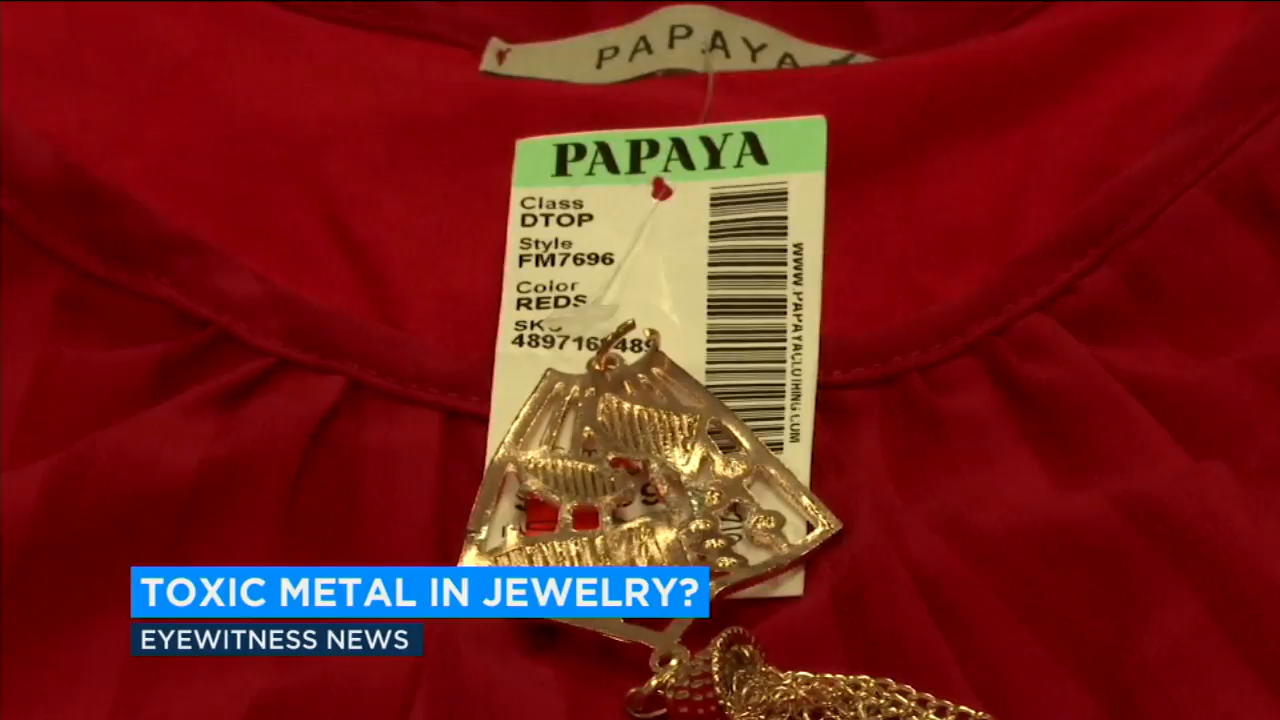 PAPAYA
PAPAYA
Class
DTOP
Style
FM7696
Color
REDS
WWW.PAPAYACLOTHING.COM
TOXIC METAL IN JEWELRY?
EYEWITNESS NEWS